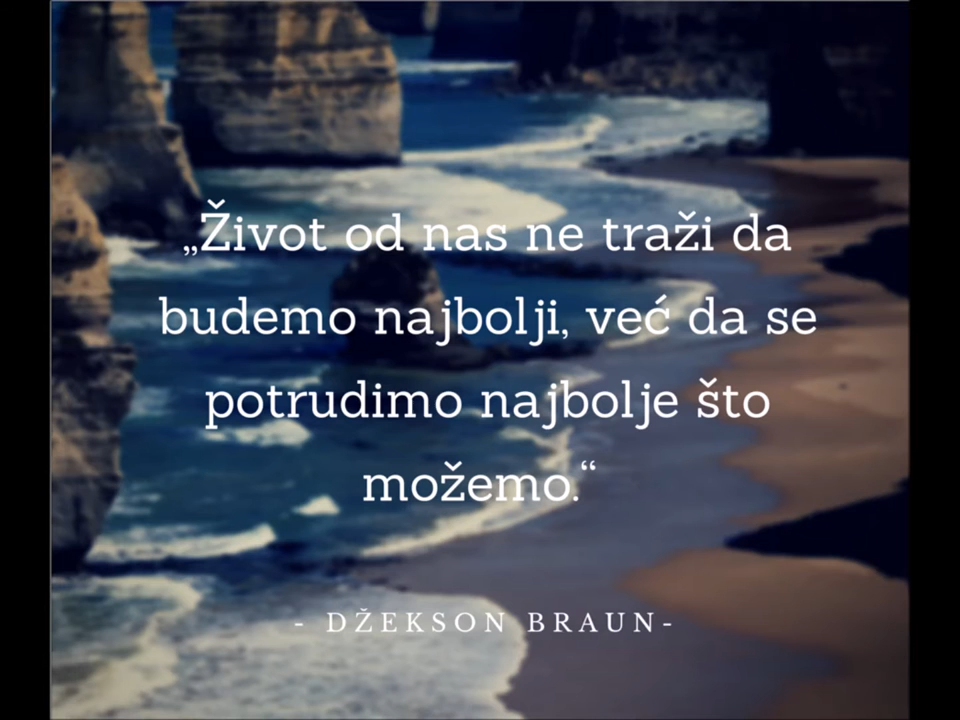 „Život od nas ne traži da
budemo najbolji, već da se
potrudimo najbolje što
možemo.“
- DŽEKSON BRAUN-